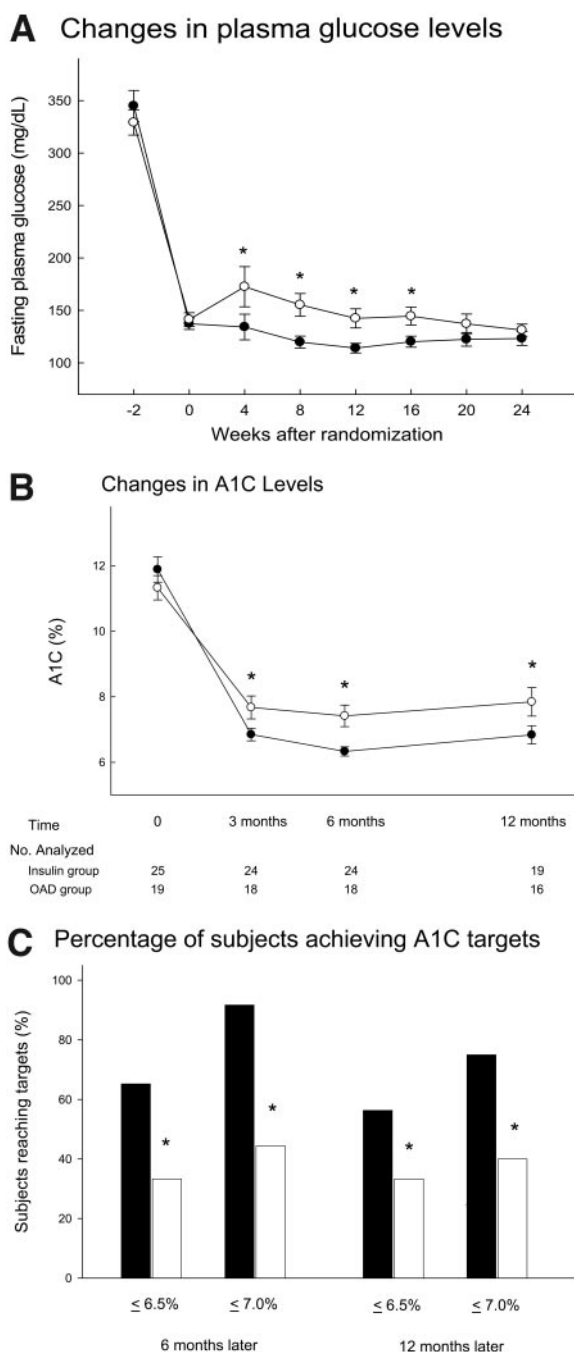 A Changes in plasma glucose levels
Fasting plasma glucose (mg/dL)
350
300
250
200
150
100
* * * *
-2 0 4 8 12 16 20 24
Weeks after randomization
B Changes in A1C Levels
A1C (%)
12
10
8
6
* * *
Time 0 3 months 6 months 12 months
No. Analyzed
Insulin group 25 24 24 19
OAD group 19 18 18 16
C Percentage of subjects achieving A1C targets
Subjects reaching targets (%)
100
80
60
40
20
0
* * * *
≤ 6.5% ≤ 7.0% ≤ 6.5% ≤ 7.0%
6 months later 12 months later